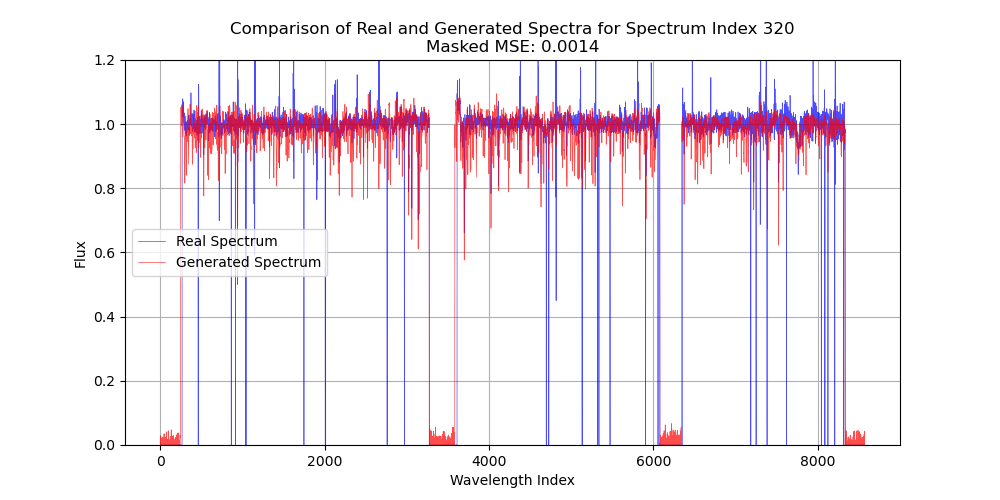 Comparison of Real and Generated Spectra for Spectrum Index 320
Masked MSE: 0.0014
1.2
1.0
0.8
0.6
0.4
0.2
0.0
Flux
Real Spectrum
Generated Spectrum
0 2000 4000 6000 8000
Wavelength Index